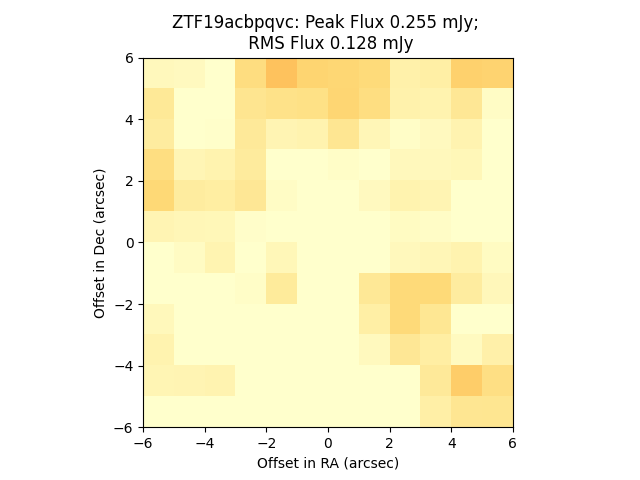 ZTF19acbpqvc: Peak Flux 0.255 mJy;
RMS Flux 0.128 mJy
6
4
2
0
−2
−4
−6
Offset in Dec (arcsec)
−6 −4 −2 0 2 4 6
Offset in RA (arcsec)